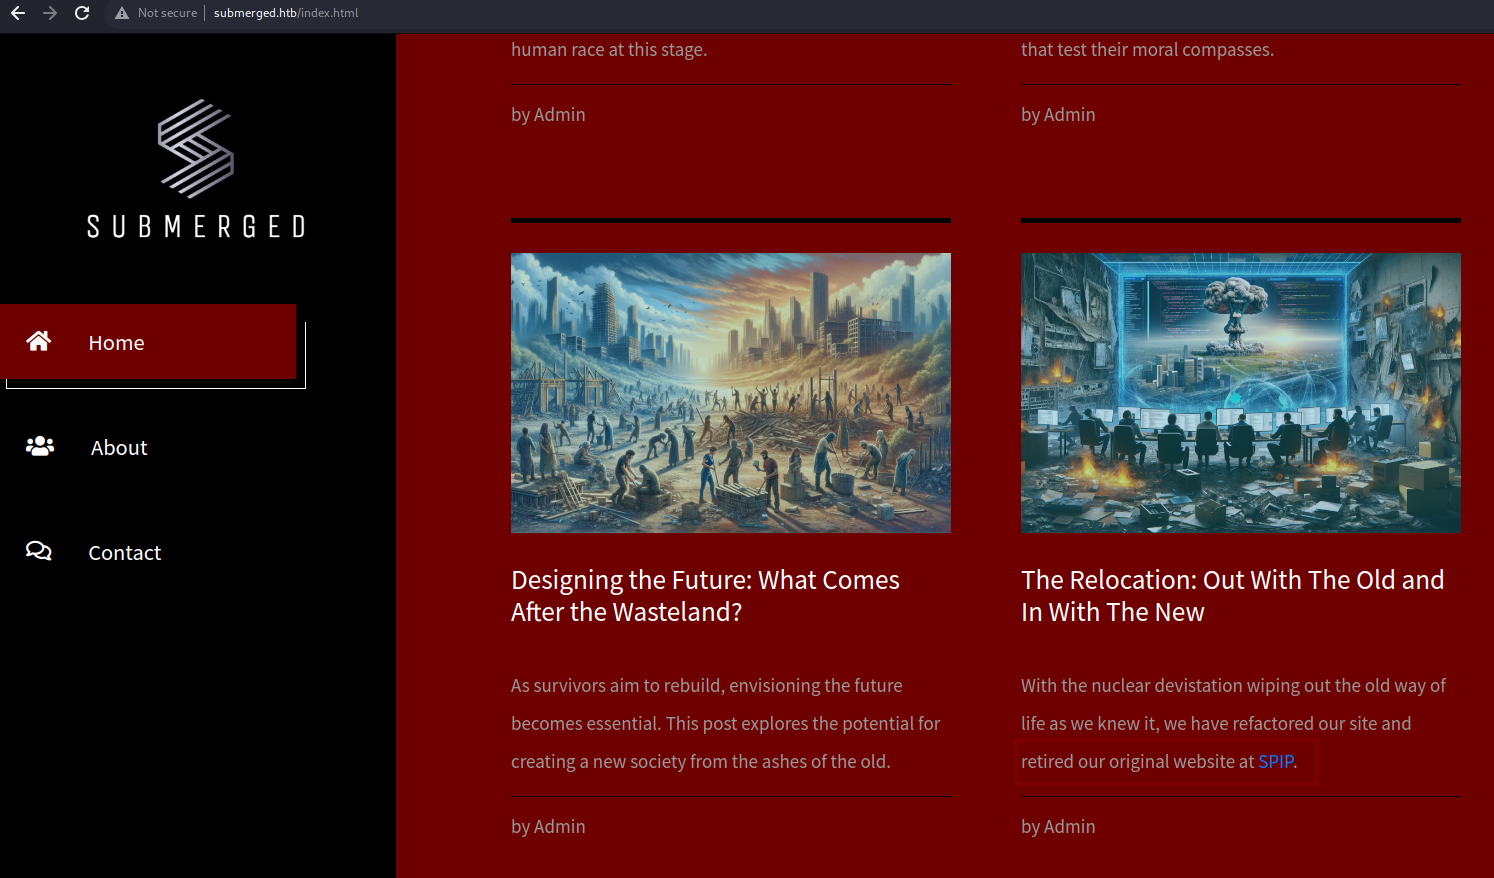 Not secure submerged.htb/index.html
SUBMERGED
Home
About
Contact
human race at this stage.
by Admin
that test their moral compasses.
by Admin
Designing the Future: What Comes
After the Wasteland?
As survivors aim to rebuild, envisioning the future
becomes essential. This post explores the potential for
creating a new society from the ashes of the old.
by Admin
The Relocation: Out With The Old and
In With The New
With the nuclear devistation wiping out the old way of
life as we knew it, we have refactored our site and
retired our original website at SPIP.
by Admin